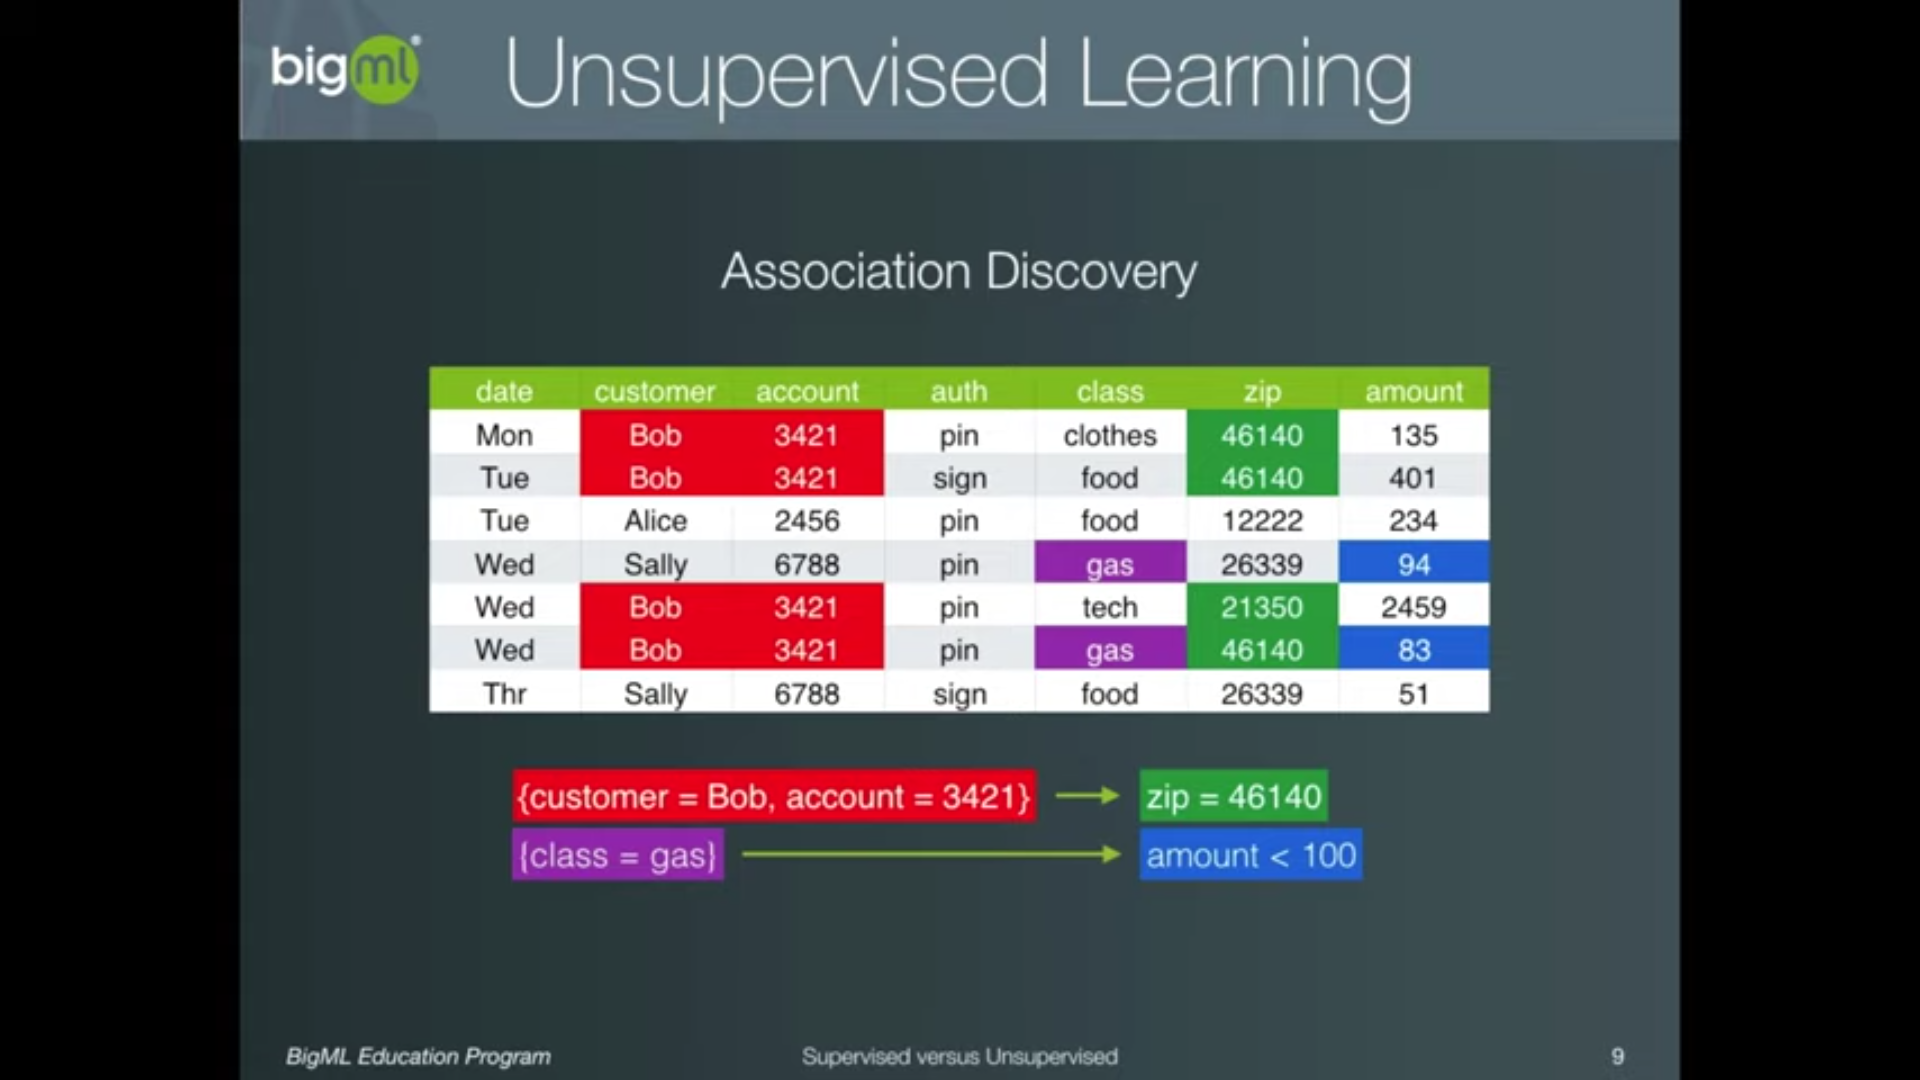 bigml®
Unsupervised Learning
Association Discovery
date customer account auth class zip amount
Mon Bob 3421 pin clothes 46140 135
Tue Bob 3421 sign food 46140 401
Tue Alice 2456 pin food 12222 234
Wed Sally 6788 pin gas 26339 94
Wed Bob 3421 pin tech 21350 2459
Wed Bob 3421 pin gas 46140 83
Thr Sally 6788 sign food 26339 51
{customer = Bob, account = 3421} → zip = 46140
{class = gas} → amount < 100
BigML Education Program Supervised versus Unsupervised 9